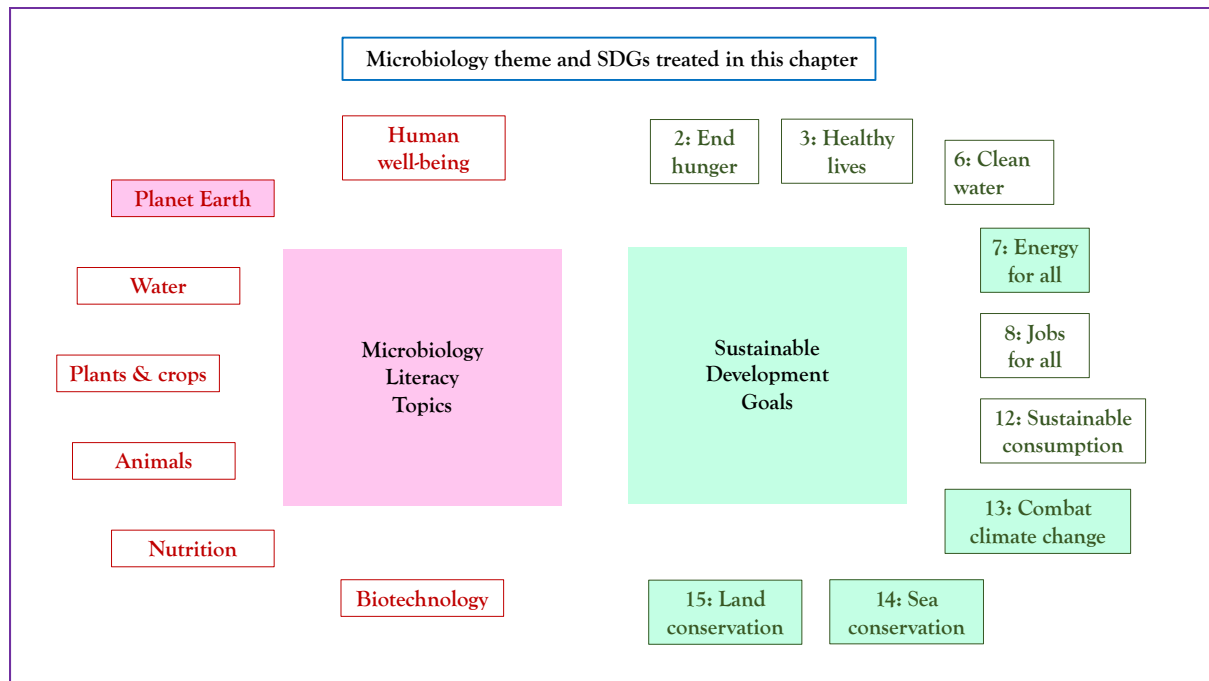 Microbiology theme and SDGs treated in this chapter
Human
well-being
Planet Earth
Water
Plants & crops
Animals
Nutrition
Biotechnology
Microbiology
Literacy
Topics
Sustainable
Development
Goals
2: End
hunger
3: Healthy
lives
6: Clean
water
7: Energy
for all
8: Jobs
for all
12: Sustainable
consumption
13: Combat
climate change
14: Sea
conservation
15: Land
conservation